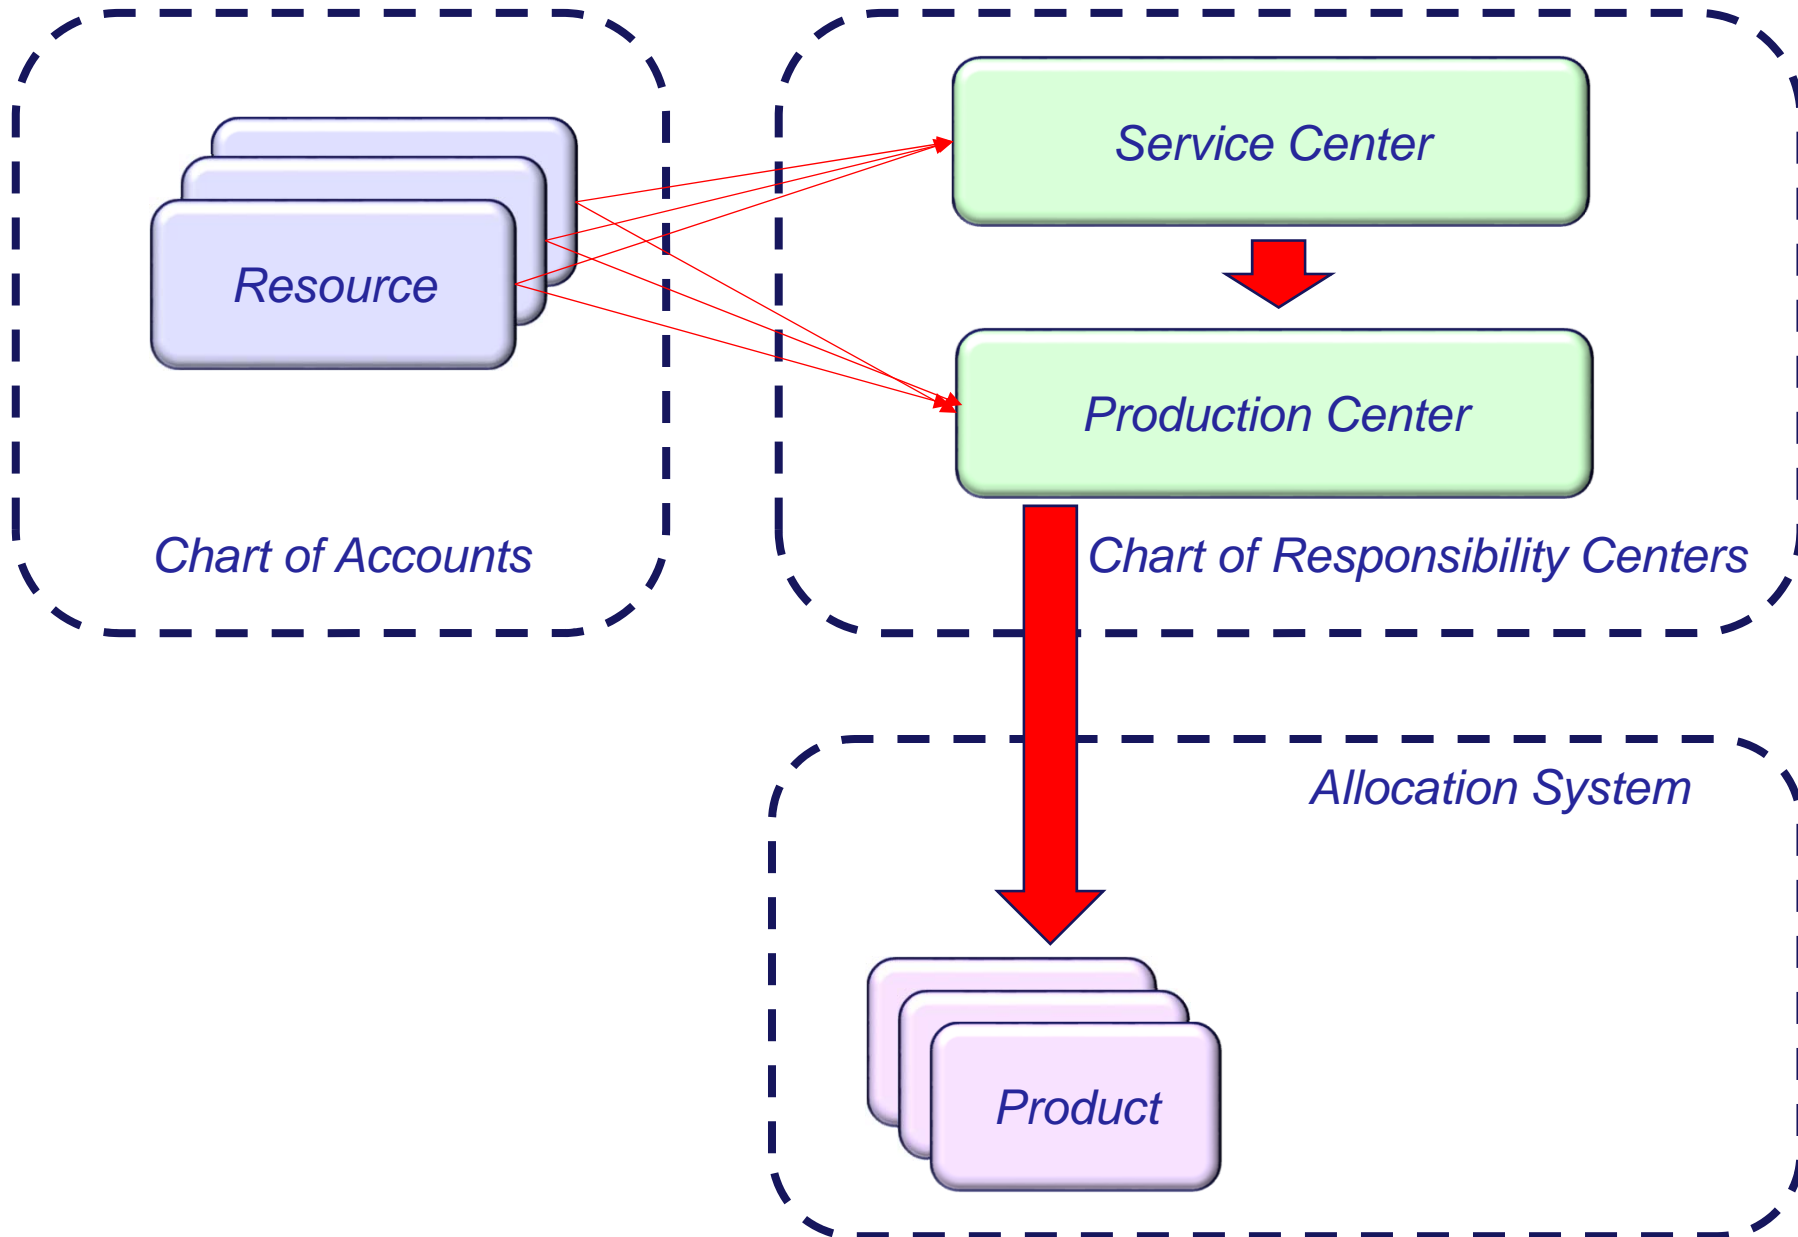 Service Center
Resource
Production Center
Chart of Accounts
Chart of Responsibility Centers
Allocation System
Product